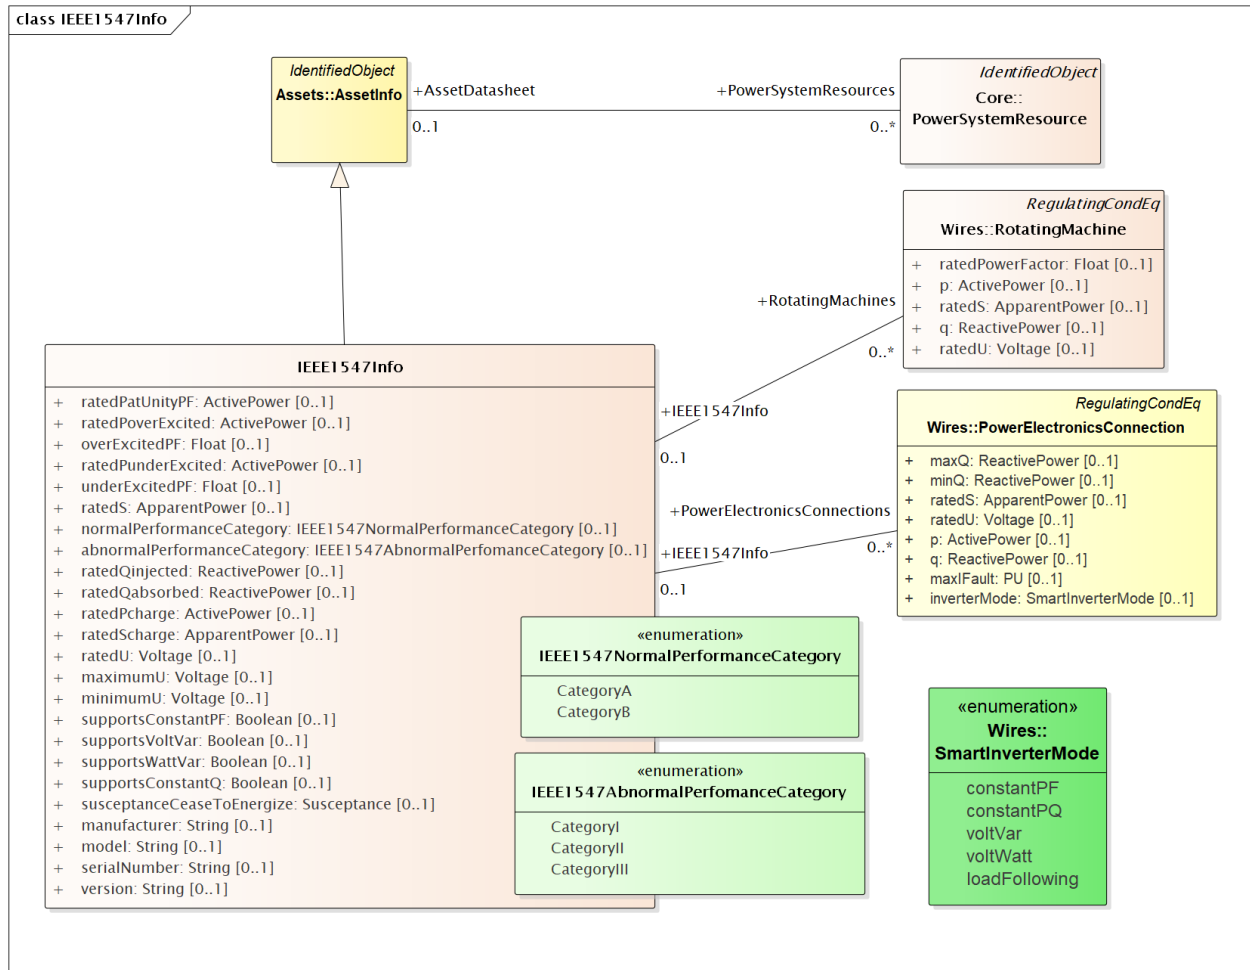 class IEEE1547Info
IdentifiedObject
Assets::AssetInfo
+AssetDatasheet
0..1
+PowerSystemResources
0..*
IdentifiedObject
Core::
PowerSystemResource
RegulatingCondEq
Wires::RotatingMachine
+ ratedPowerFactor: Float [0..1]
+ p: ActivePower [0..1]
+ ratedS: ApparentPower [0..1]
+ q: ReactivePower [0..1]
+ ratedU: Voltage [0..1]
+RotatingMachines
0..*
+IEEE1547Info
0..1
IEEE1547Info
+ ratedPatUnityPF: ActivePower [0..1]
+ ratedPoverExcited: ActivePower [0..1]
+ overExcitedPF: Float [0..1]
+ ratedPunderExcited: ActivePower [0..1]
+ underExcitedPF: Float [0..1]
+ ratedS: ApparentPower [0..1]
+ normalPerformanceCategory: IEEE1547NormalPerformanceCategory [0..1]
+ abnormalPerformanceCategory: IEEE1547AbnormalPerfomanceCategory [0..1]
+ ratedQinjected: ReactivePower [0..1]
+ ratedQabsorbed: ReactivePower [0..1]
+ ratedPcharge: ActivePower [0..1]
+ ratedScharge: ApparentPower [0..1]
+ ratedU: Voltage [0..1]
+ maximumU: Voltage [0..1]
+ minimumU: Voltage [0..1]
+ supportsConstantPF: Boolean [0..1]
+ supportsVoltVar: Boolean [0..1]
+ supportsWattVar: Boolean [0..1]
+ supportsConstantQ: Boolean [0..1]
+ susceptanceCeaseToEnergize: Susceptance [0..1]
+ manufacturer: String [0..1]
+ model: String [0..1]
+ serialNumber: String [0..1]
+ version: String [0..1]
+PowerElectronicsConnections
0..*
+IEEE1547Info
0..1
RegulatingCondEq
Wires::PowerElectronicsConnection
+ maxQ: ReactivePower [0..1]
+ minQ: ReactivePower [0..1]
+ ratedS: ApparentPower [0..1]
+ ratedU: Voltage [0..1]
+ p: ActivePower [0..1]
+ q: ReactivePower [0..1]
+ maxIFault: PU [0..1]
+ inverterMode: SmartInverterMode [0..1]
«enumeration»
IEEE1547NormalPerformanceCategory
CategoryA
CategoryB
«enumeration»
IEEE1547AbnormalPerfomanceCategory
CategoryI
CategoryII
CategoryIII
«enumeration»
Wires::
SmartInverterMode
constantPF
constantPQ
voltVar
voltWatt
loadFollowing